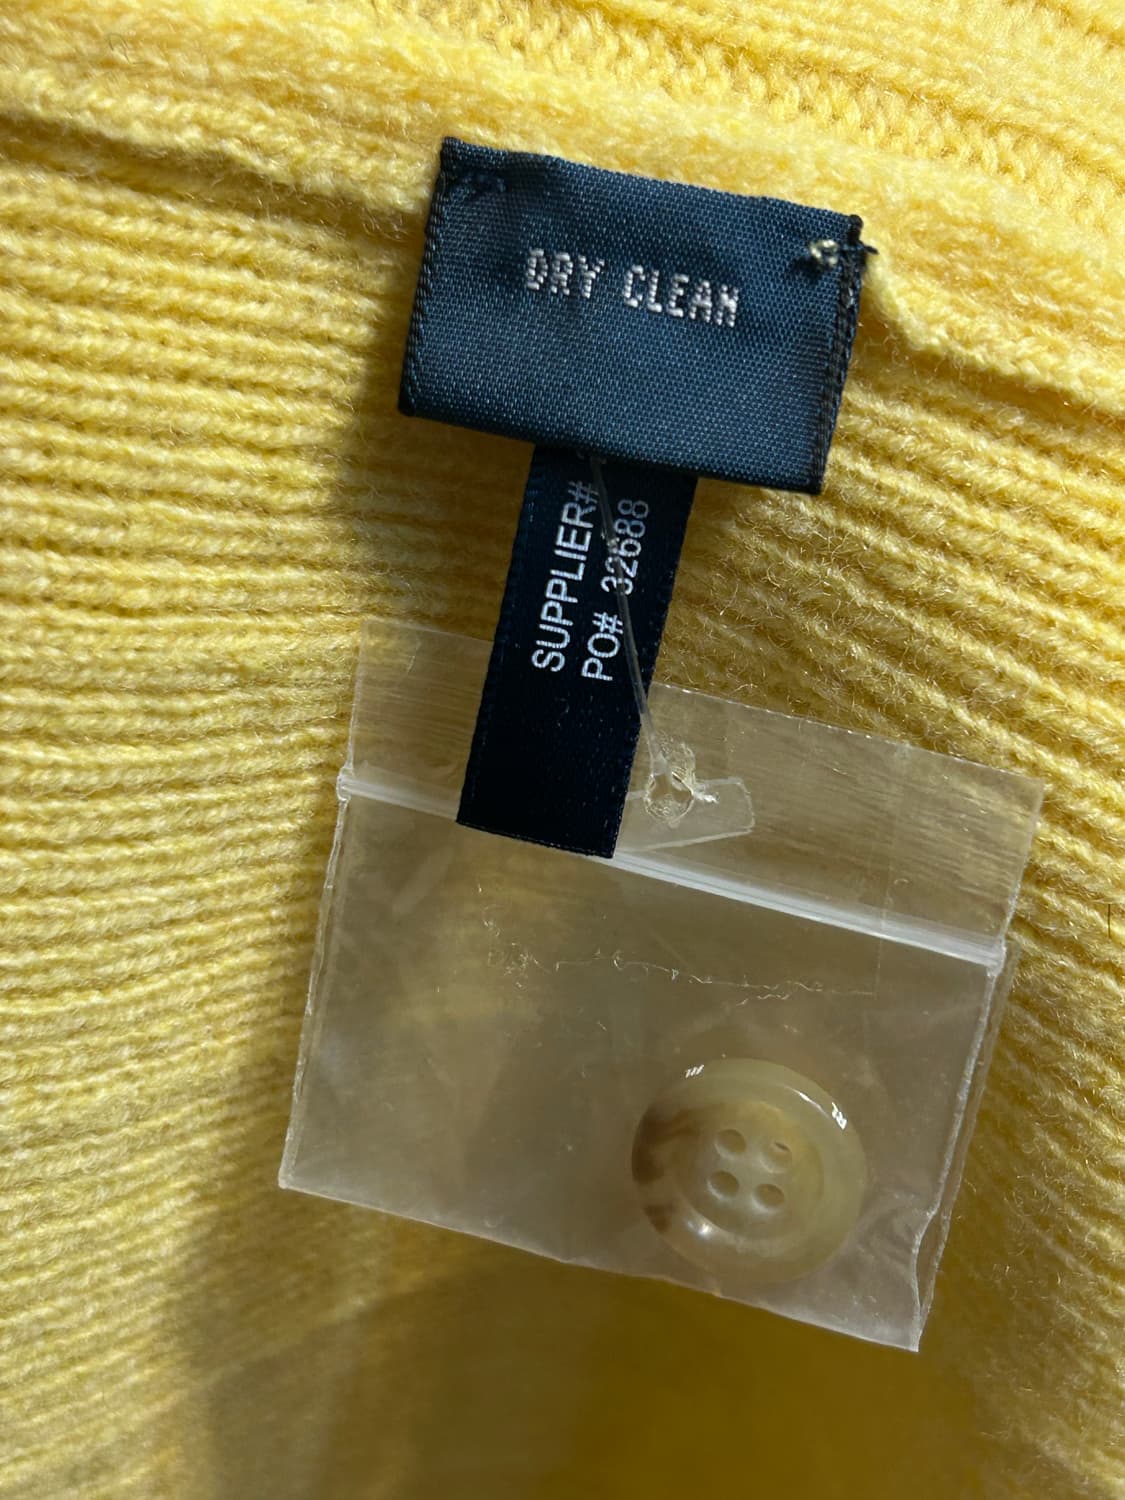 DRY CLEAN
SUPPLIER#
PO# 32688